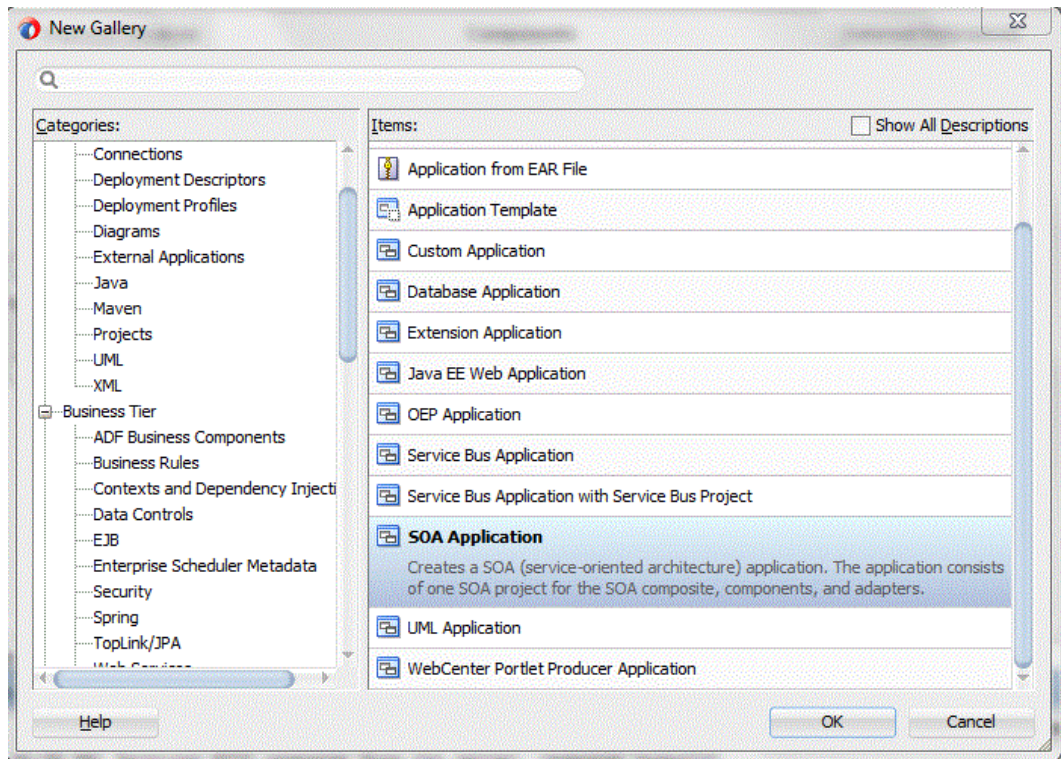 New Gallery
Categories:
Connections
Deployment Descriptors
Deployment Profiles
Diagrams
External Applications
Java
Maven
Projects
UML
XML
Business Tier
ADF Business Components
Business Rules
Contexts and Dependency Injecti
Data Controls
EJB
Enterprise Scheduler Metadata
Security
Spring
TopLink/JPA
Items:
Show All Descriptions
Application from EAR File
Application Template
Custom Application
Database Application
Extension Application
Java EE Web Application
OEP Application
Service Bus Application
Service Bus Application with Service Bus Project
SOA Application
Creates a SOA (service-oriented architecture) application. The application consists
of one SOA project for the SOA composite, components, and adapters.
UML Application
WebCenter Portlet Producer Application
Help
OK
Cancel